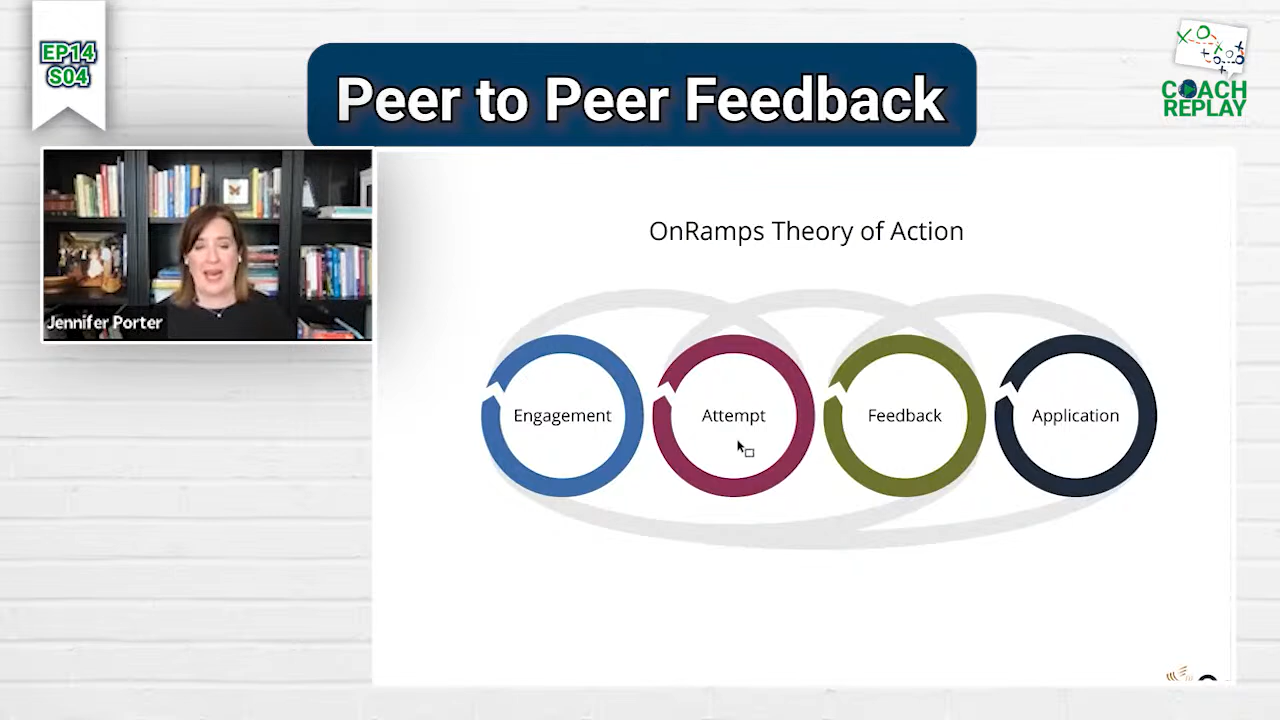 EP14
S04
Peer to Peer Feedback
COACH
REPLAY
Jennifer Porter
OnRamps Theory of Action
Engagement
Attempt
Feedback
Application